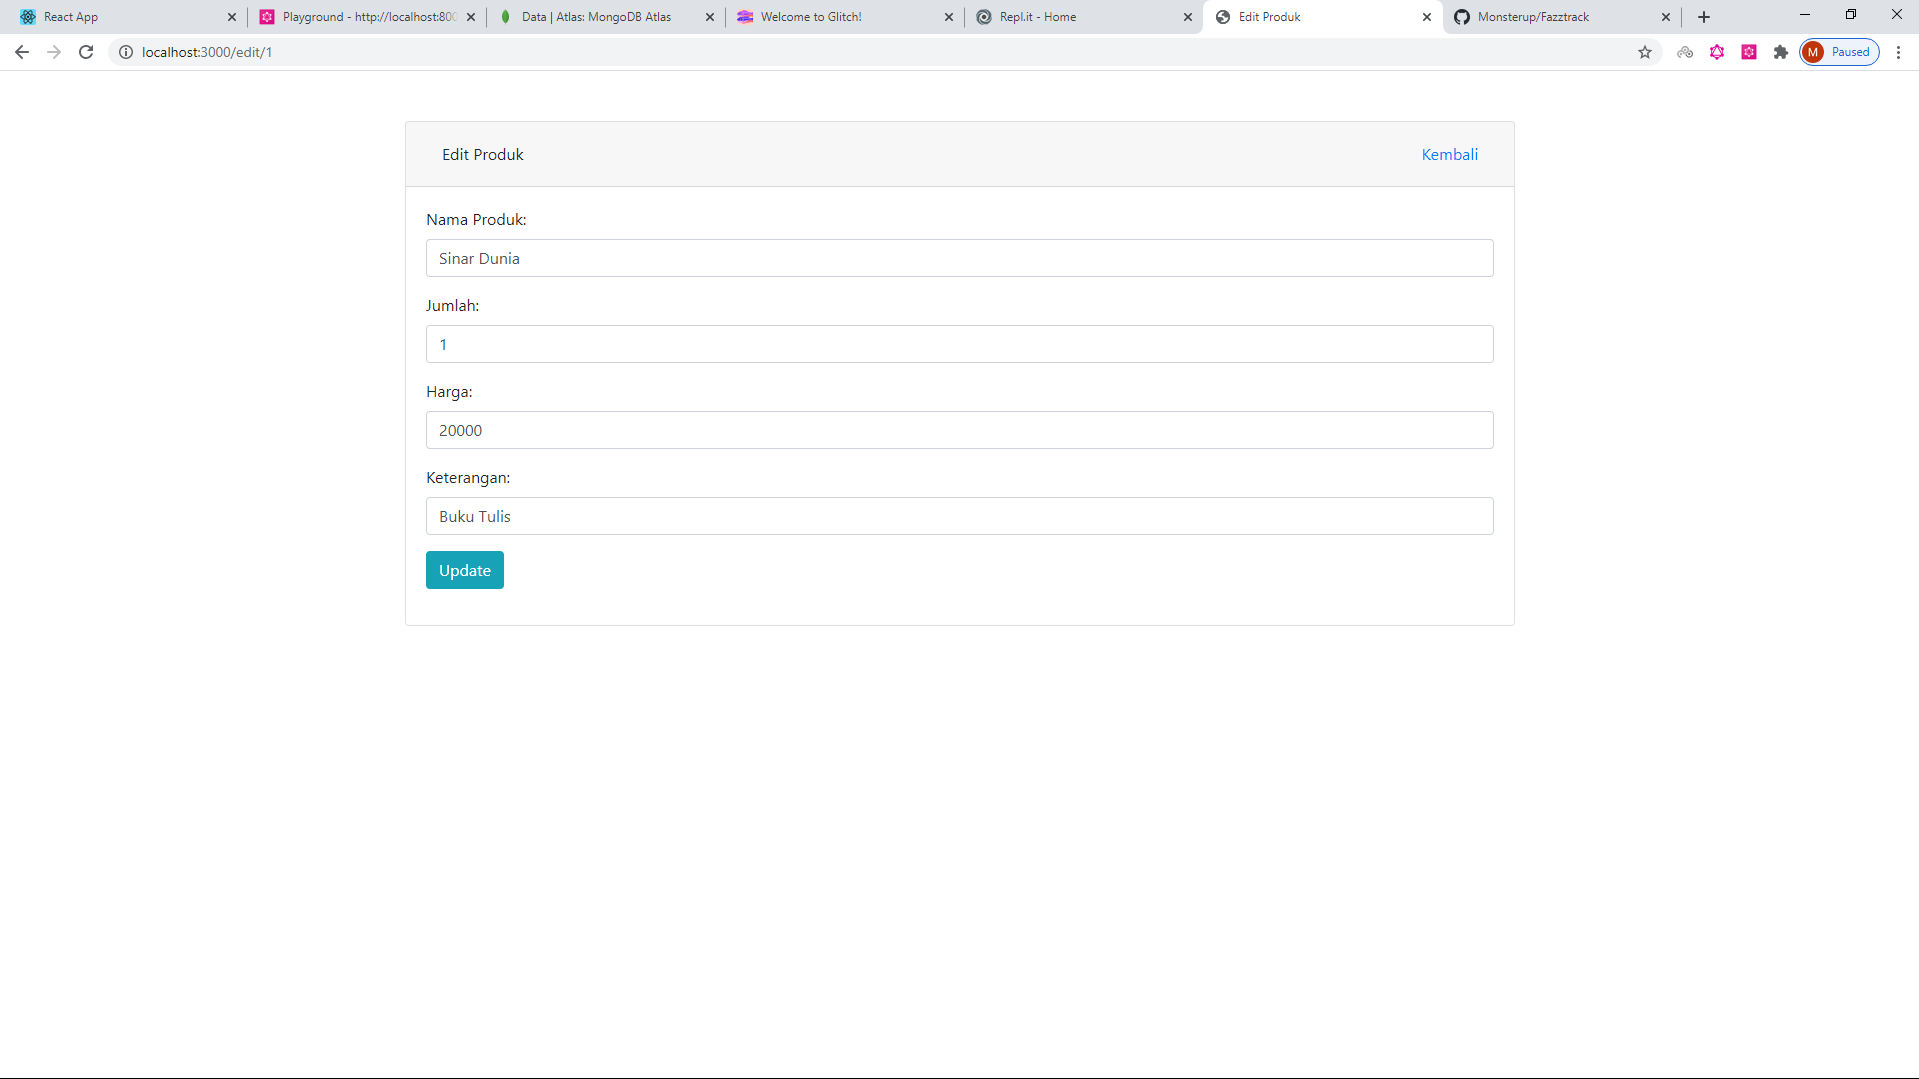 React App
Playground - http://localhost:800
Data | Atlas: MongoDB Atlas
Welcome to Glitch!
Repl.it - Home
Edit Produk
Monsterup/Fazztrack
localhost:3000/edit/1
M Paused
Edit Produk
Kembali
Nama Produk:
Sinar Dunia
Jumlah:
1
Harga:
20000
Keterangan:
Buku Tulis
Update